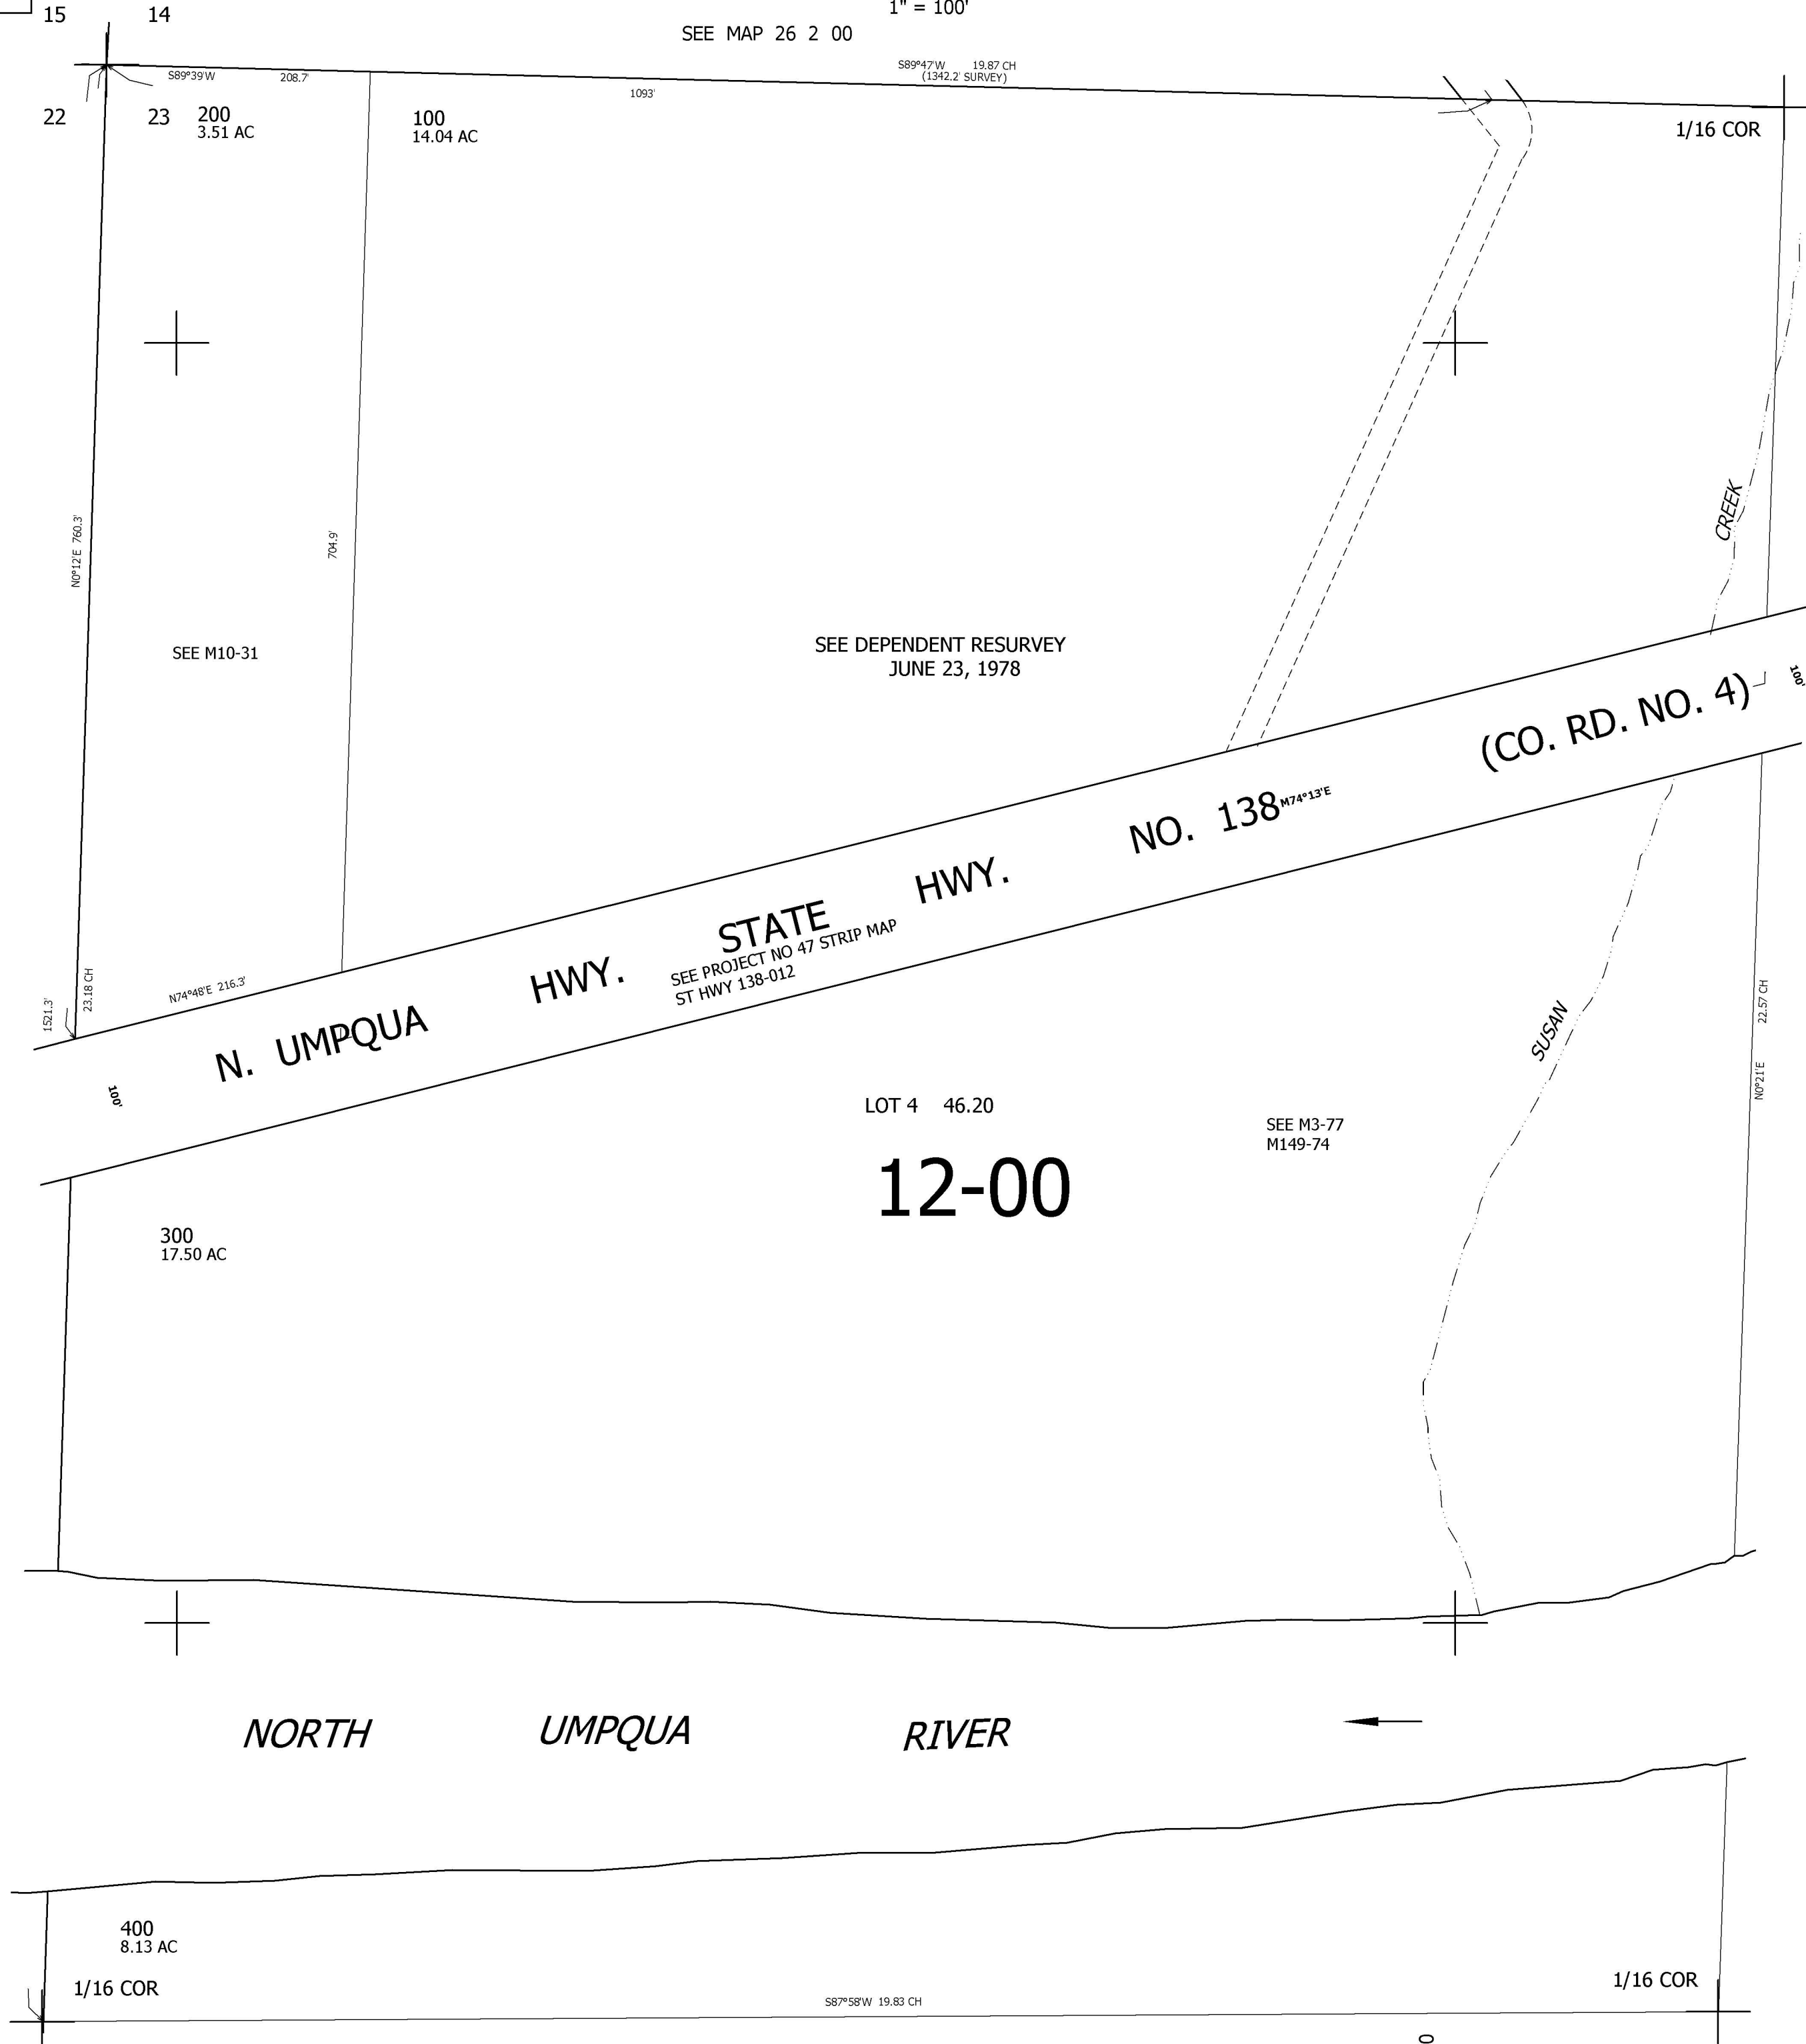 1" = 100'
15 14
SEE MAP 26 2 00
S89°39'W 208.7'
S89°47'W 19.87 CH
(1342.2' SURVEY)
1093'
22 23
200
3.51 AC
100
14.04 AC
1/16 COR
N0°12'E 760.3'
704.9'
CREEK
SEE M10-31
SEE DEPENDENT RESURVEY
JUNE 23, 1978
100'
N. UMPQUA HWY. STATE HWY. NO. 138 (CO. RD. NO. 4)
M74°13'E
SEE PROJECT NO 47 STRIP MAP
ST HWY 138-012
N74°48'E 216.3'
23.18 CH
1521.3'
100'
22.57 CH
N0°21'E
SUSAN
LOT 4 46.20
SEE M3-77
M149-74
12-00
300
17.50 AC
NORTH UMPQUA RIVER
400
8.13 AC
1/16 COR
1/16 COR
S87°58'W 19.83 CH
0